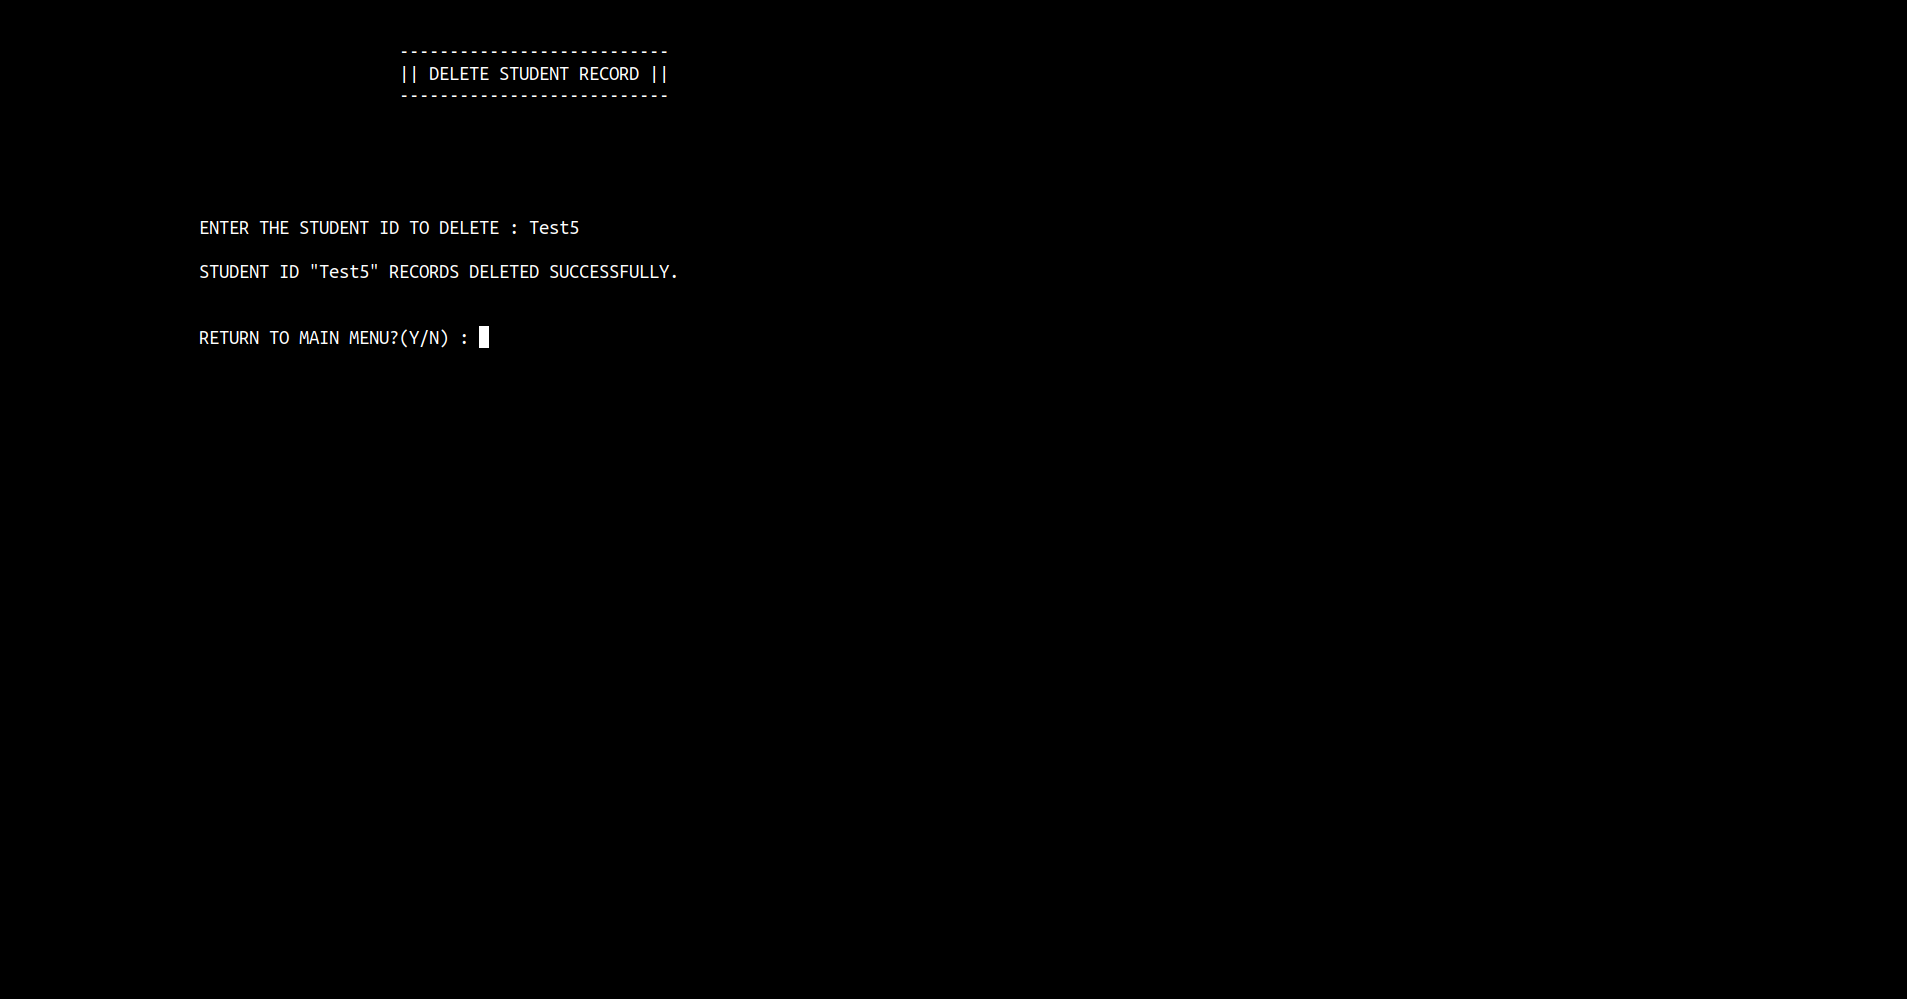 ---------------------------
|| DELETE STUDENT RECORD ||
---------------------------
ENTER THE STUDENT ID TO DELETE : Test5
STUDENT ID "Test5" RECORDS DELETED SUCCESSFULLY.
RETURN TO MAIN MENU?(Y/N) :